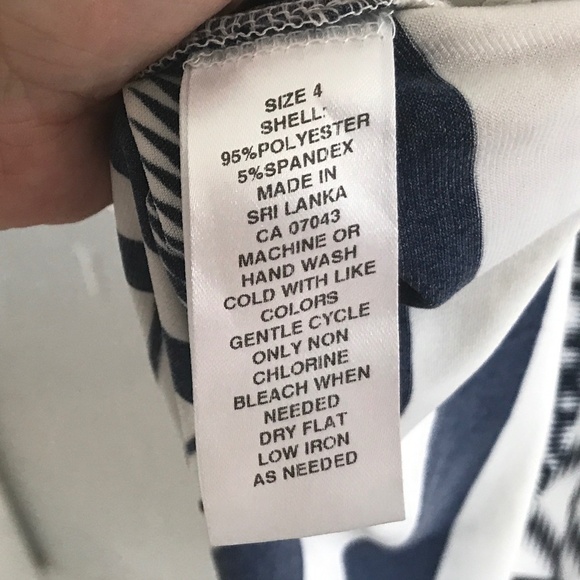 SIZE 4
SHELL:
95%POLYESTER
5%SPANDEX
MADE IN
SRI LANKA
CA 07043
MACHINE OR
HAND WASH
COLD WITH LIKE
COLORS
GENTLE CYCLE
ONLY NON
CHLORINE
BLEACH WHEN
NEEDED
DRY FLAT
LOW IRON
AS NEEDED